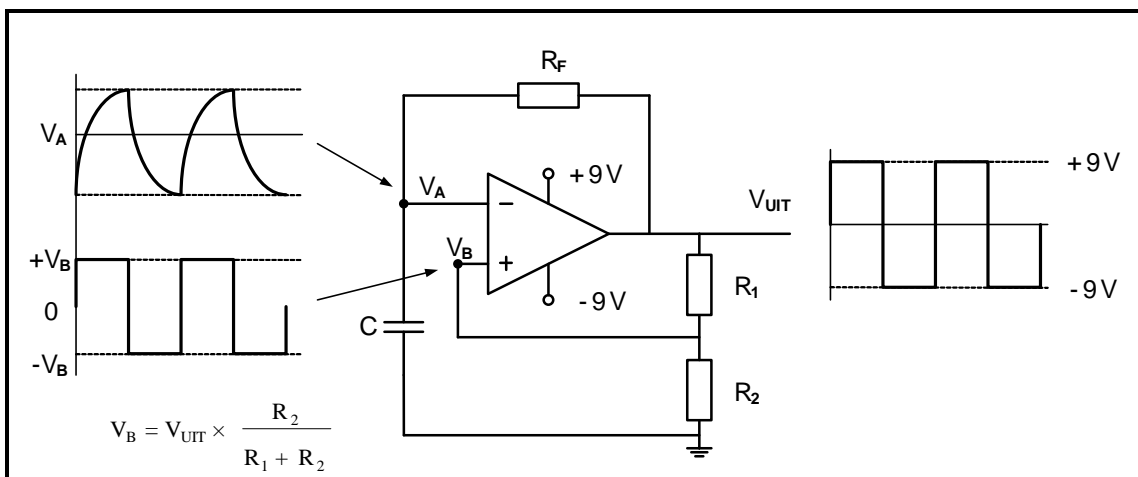 R_F
V_A
V_A
+9V
−
+9V
V_UIT
V_B
+V_B
+
0
-9V
R_1
-9V
C
-V_B
R_2
V_B = V_UIT × R_2 / R_1 + R_2